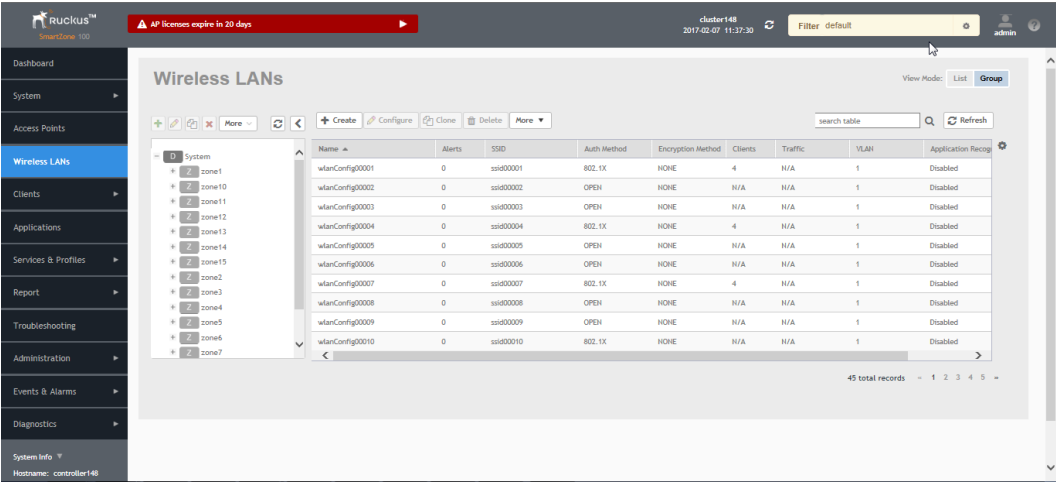 Ruckus™
SmartZone 100
AP licenses expire in 20 days
cluster148
2017-02-07 11:37:30
Filter default
admin
Dashboard
System
Access Points
Wireless LANs
Clients
Applications
Services & Profiles
Report
Troubleshooting
Administration
Events & Alarms
Diagnostics
System Info
Hostname: controller148
Wireless LANs
View Mode: List Group
More
Create Configure Clone Delete More
search table
Refresh
D System
Z zone1
Z zone10
Z zone11
Z zone12
Z zone13
Z zone14
Z zone15
Z zone2
Z zone3
Z zone4
Z zone5
Z zone6
Z zone7
Name Alerts SSID Auth Method Encryption Method Clients Traffic VLAN Application Recog
wlanConfig00001 0 ssid00001 802.1X NONE 4 N/A 1 Disabled
wlanConfig00002 0 ssid00002 OPEN NONE N/A N/A 1 Disabled
wlanConfig00003 0 ssid00003 OPEN NONE N/A N/A 1 Disabled
wlanConfig00004 0 ssid00004 802.1X NONE 4 N/A 1 Disabled
wlanConfig00005 0 ssid00005 OPEN NONE N/A N/A 1 Disabled
wlanConfig00006 0 ssid00006 OPEN NONE N/A N/A 1 Disabled
wlanConfig00007 0 ssid00007 802.1X NONE 4 N/A 1 Disabled
wlanConfig00008 0 ssid00008 OPEN NONE N/A N/A 1 Disabled
wlanConfig00009 0 ssid00009 OPEN NONE N/A N/A 1 Disabled
wlanConfig00010 0 ssid00010 802.1X NONE N/A N/A 1 Disabled
45 total records « 1 2 3 4 5 »